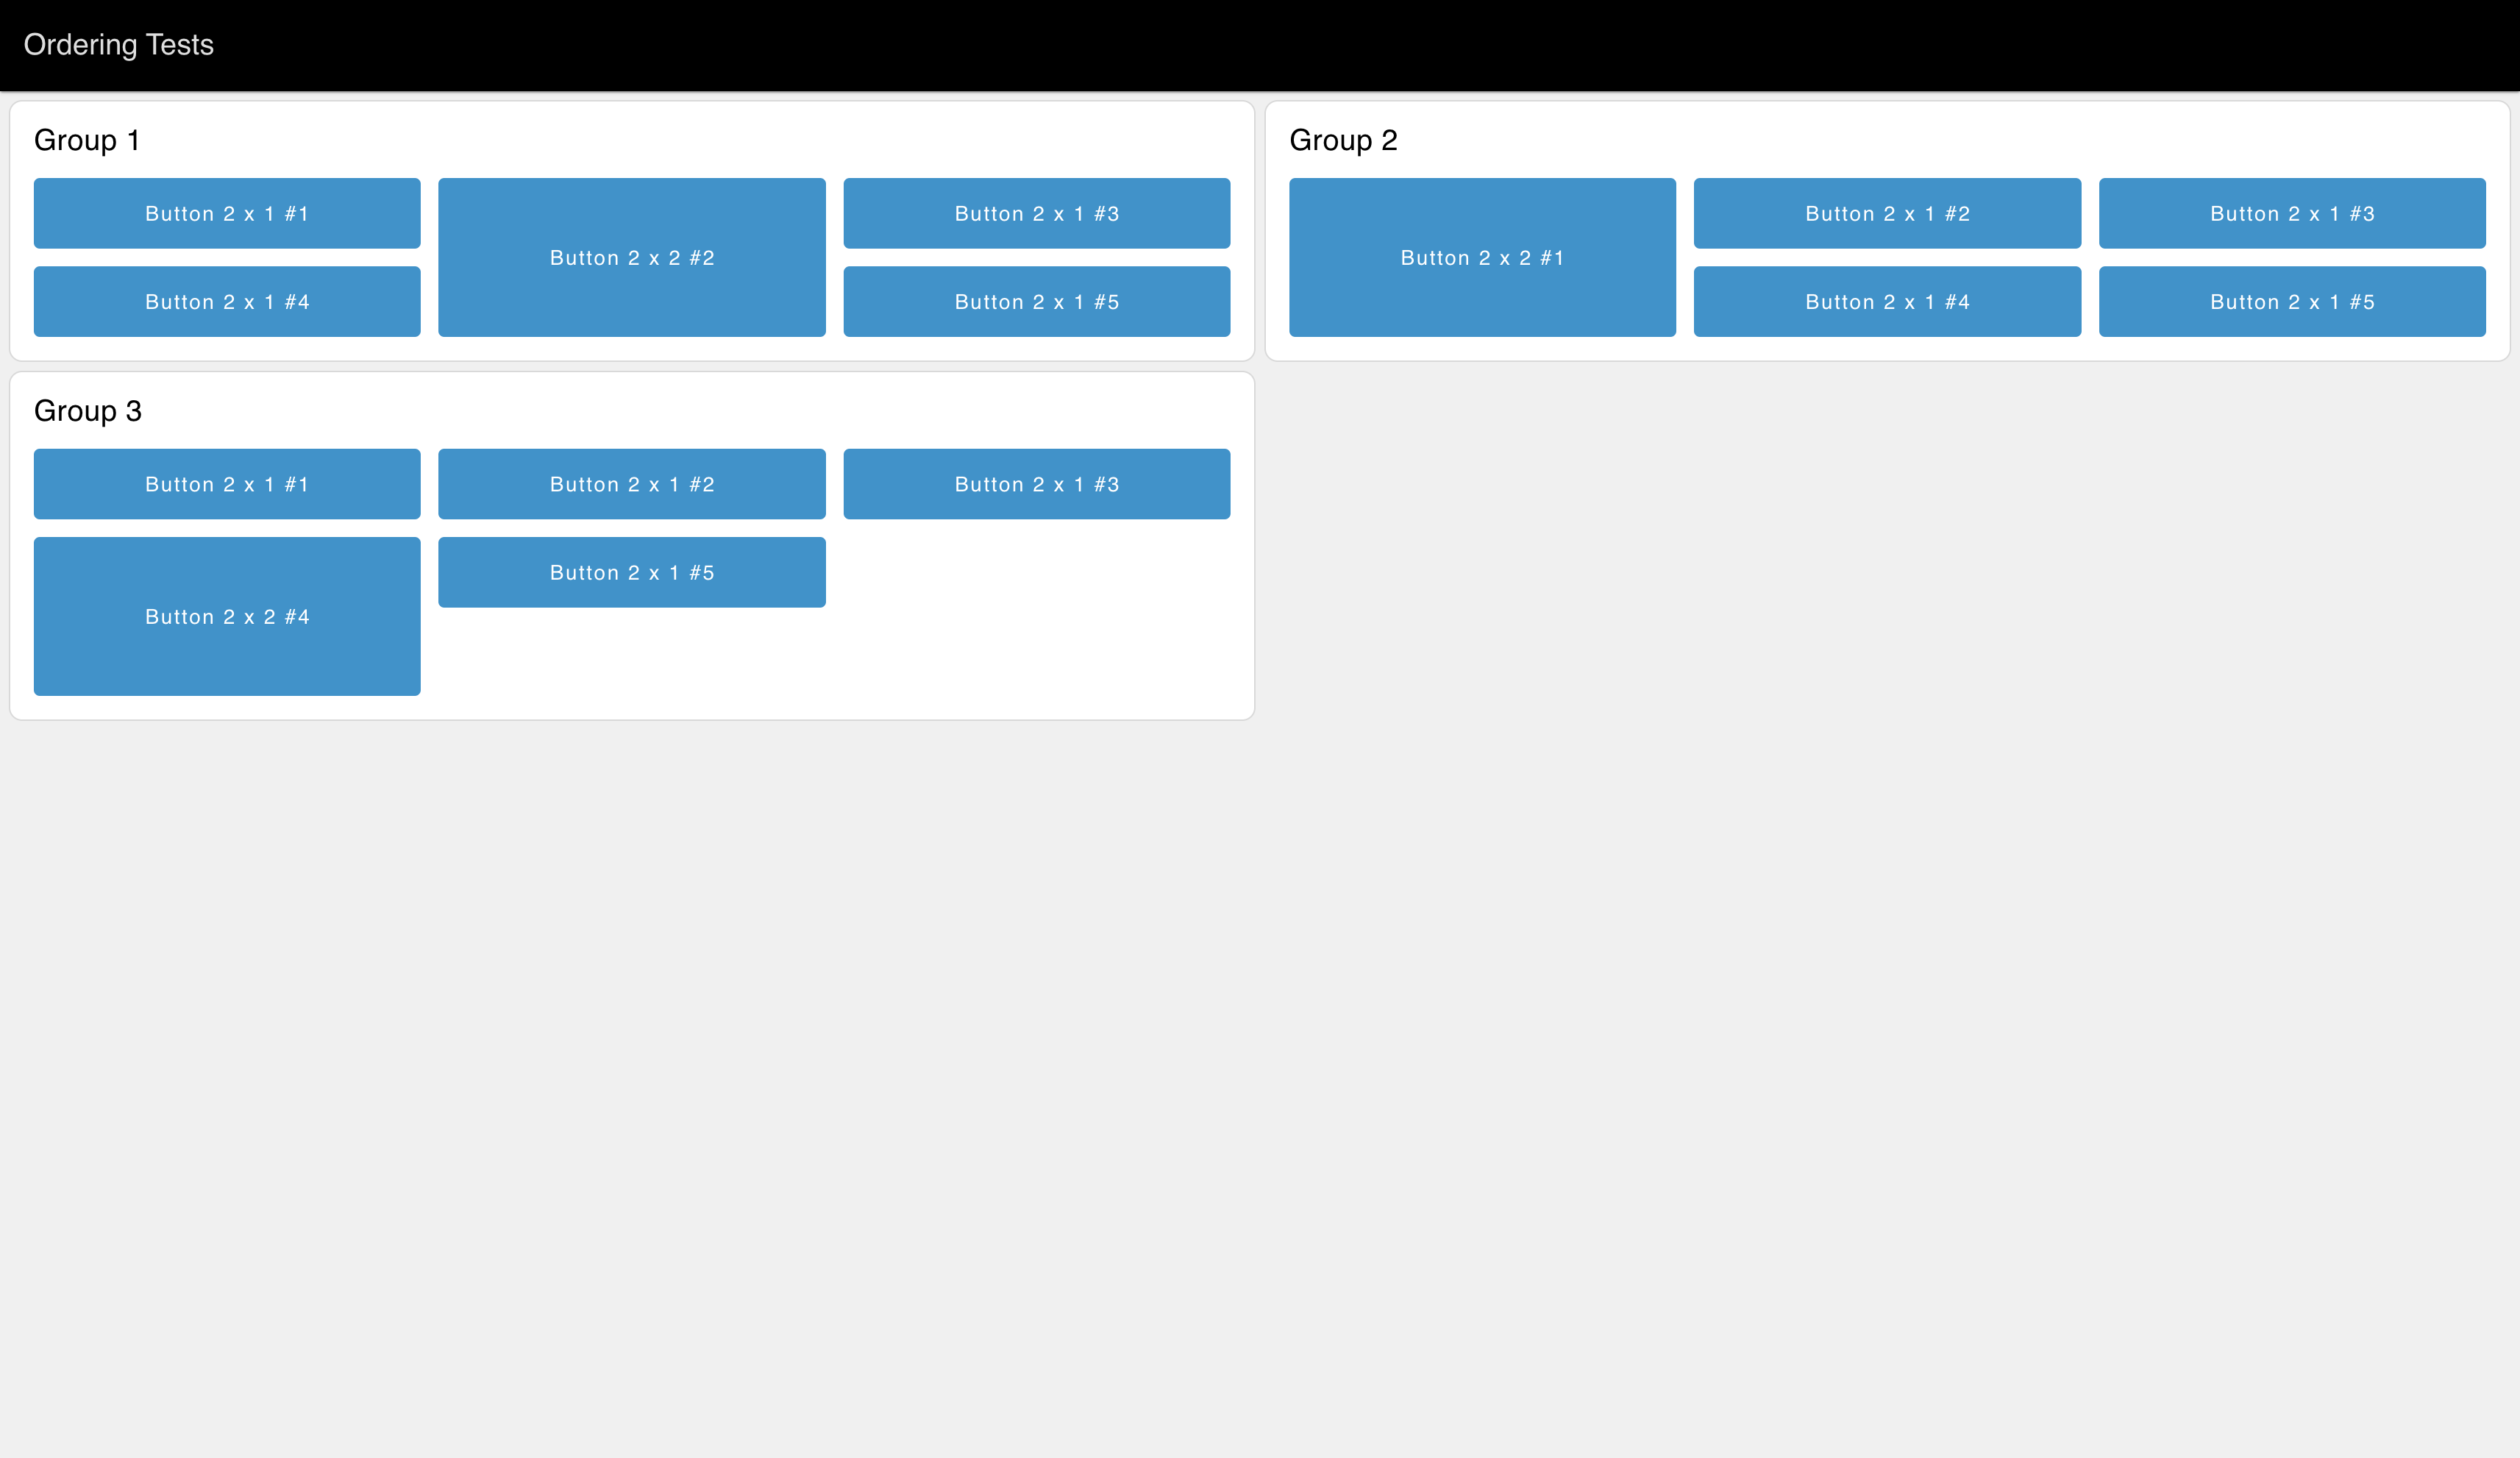 Ordering Tests
Group 1
Button 2 x 1 #1
Button 2 x 2 #2
Button 2 x 1 #3
Button 2 x 1 #4
Button 2 x 1 #5
Group 2
Button 2 x 2 #1
Button 2 x 1 #2
Button 2 x 1 #3
Button 2 x 1 #4
Button 2 x 1 #5
Group 3
Button 2 x 1 #1
Button 2 x 1 #2
Button 2 x 1 #3
Button 2 x 2 #4
Button 2 x 1 #5